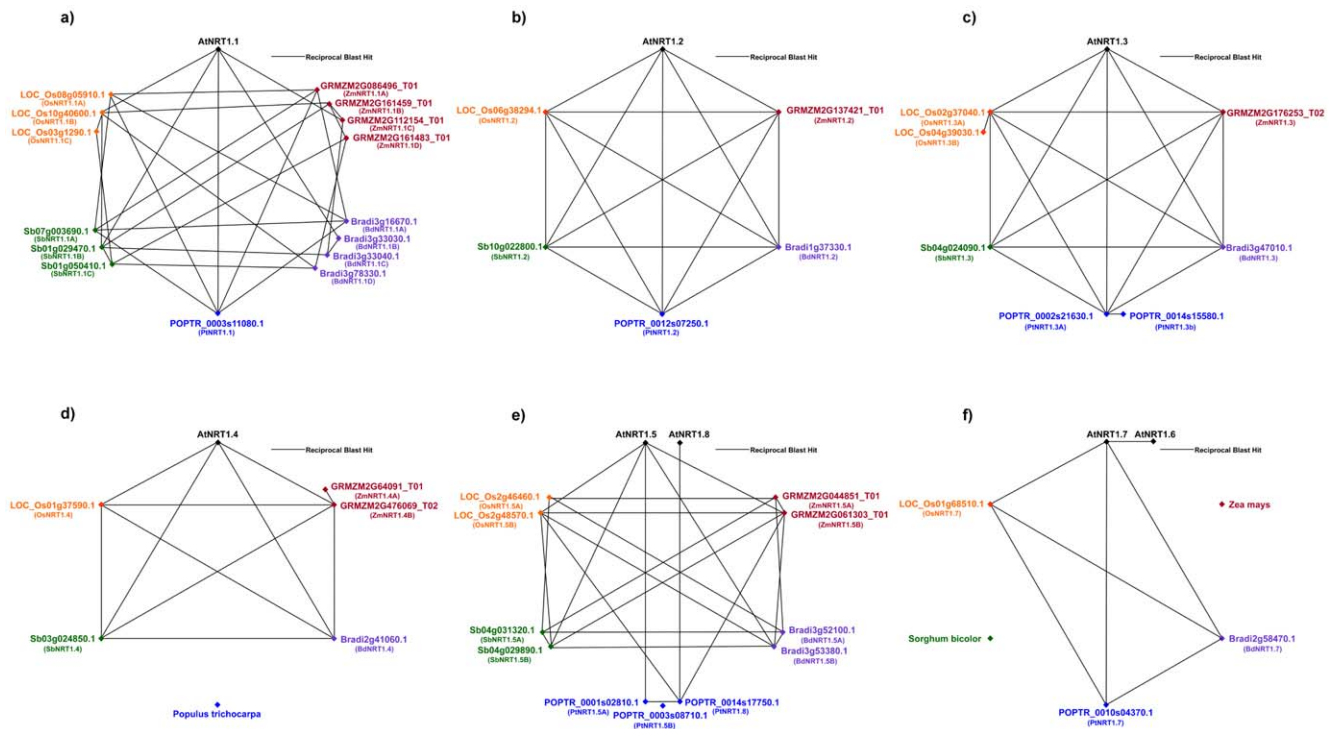 a)
AtNRT1.1
Reciprocal Blast Hit
LOC_Os08g05910.1
(OsNRT1.1A)
LOC_Os10g40600.1
(OsNRT1.1B)
LOC_Os03g1290.1
(OsNRT1.1C)
GRMZM2G086496_T01
(ZmNRT1.1A)
GRMZM2G161459_T01
(ZmNRT1.1B)
GRMZM2G112154_T01
(ZmNRT1.1C)
GRMZM2G161483_T01
(ZmNRT1.1D)
Sb07g003690.1
(SbNRT1.1A)
Sb01g029470.1
(SbNRT1.1B)
Sb01g050410.1
(SbNRT1.1C)
Bradi3g16670.1
(BdNRT1.1A)
Bradi3g33030.1
(BdNRT1.1B)
Bradi3g33040.1
(BdNRT1.1C)
Bradi3g78330.1
(BdNRT1.1D)
POPTR_0003s11080.1
(PtNRT1.1)
b)
AtNRT1.2
Reciprocal Blast Hit
LOC_Os06g38294.1
(OsNRT1.2)
GRMZM2G137421_T01
(ZmNRT1.2)
Sb10g022800.1
(SbNRT1.2)
Bradi1g37330.1
(BdNRT1.2)
POPTR_0012s07250.1
(PtNRT1.2)
c)
AtNRT1.3
Reciprocal Blast Hit
LOC_Os02g37040.1
(OsNRT1.3A)
LOC_Os04g39030.1
(OsNRT1.3B)
GRMZM2G176253_T02
(ZmNRT1.3)
Sb04g024090.1
(SbNRT1.3)
Bradi3g47010.1
(BdNRT1.3)
POPTR_0002s21630.1
(PtNRT1.3A)
POPTR_0014s15580.1
(PtNRT1.3b)
d)
AtNRT1.4
Reciprocal Blast Hit
LOC_Os01g37590.1
(OsNRT1.4)
GRMZM2G64091_T01
(ZmNRT1.4A)
GRMZM2G476069_T02
(ZmNRT1.4B)
Sb03g024850.1
(SbNRT1.4)
Bradi2g41060.1
(BdNRT1.4)
Populus trichocarpa
e)
AtNRT1.5
AtNRT1.8
Reciprocal Blast Hit
LOC_Os2g46460.1
(OsNRT1.5A)
LOC_Os2g48570.1
(OsNRT1.5B)
GRMZM2G044851_T01
(ZmNRT1.5A)
GRMZM2G061303_T01
(ZmNRT1.5B)
Sb04g031320.1
(SbNRT1.5A)
Sb04g029890.1
(SbNRT1.5B)
Bradi3g52100.1
(BdNRT1.5A)
Bradi3g53380.1
(BdNRT1.5B)
POPTR_0001s02810.1
(PtNRT1.5A)
POPTR_0003s08710.1
(PtNRT1.5B)
POPTR_0014s17750.1
(PtNRT1.8)
f)
AtNRT1.7
AtNRT1.6
Reciprocal Blast Hit
LOC_Os01g68510.1
(OsNRT1.7)
Zea mays
Sorghum bicolor
Bradi2g58470.1
(BdNRT1.7)
POPTR_0010s04370.1
(PtNRT1.7)